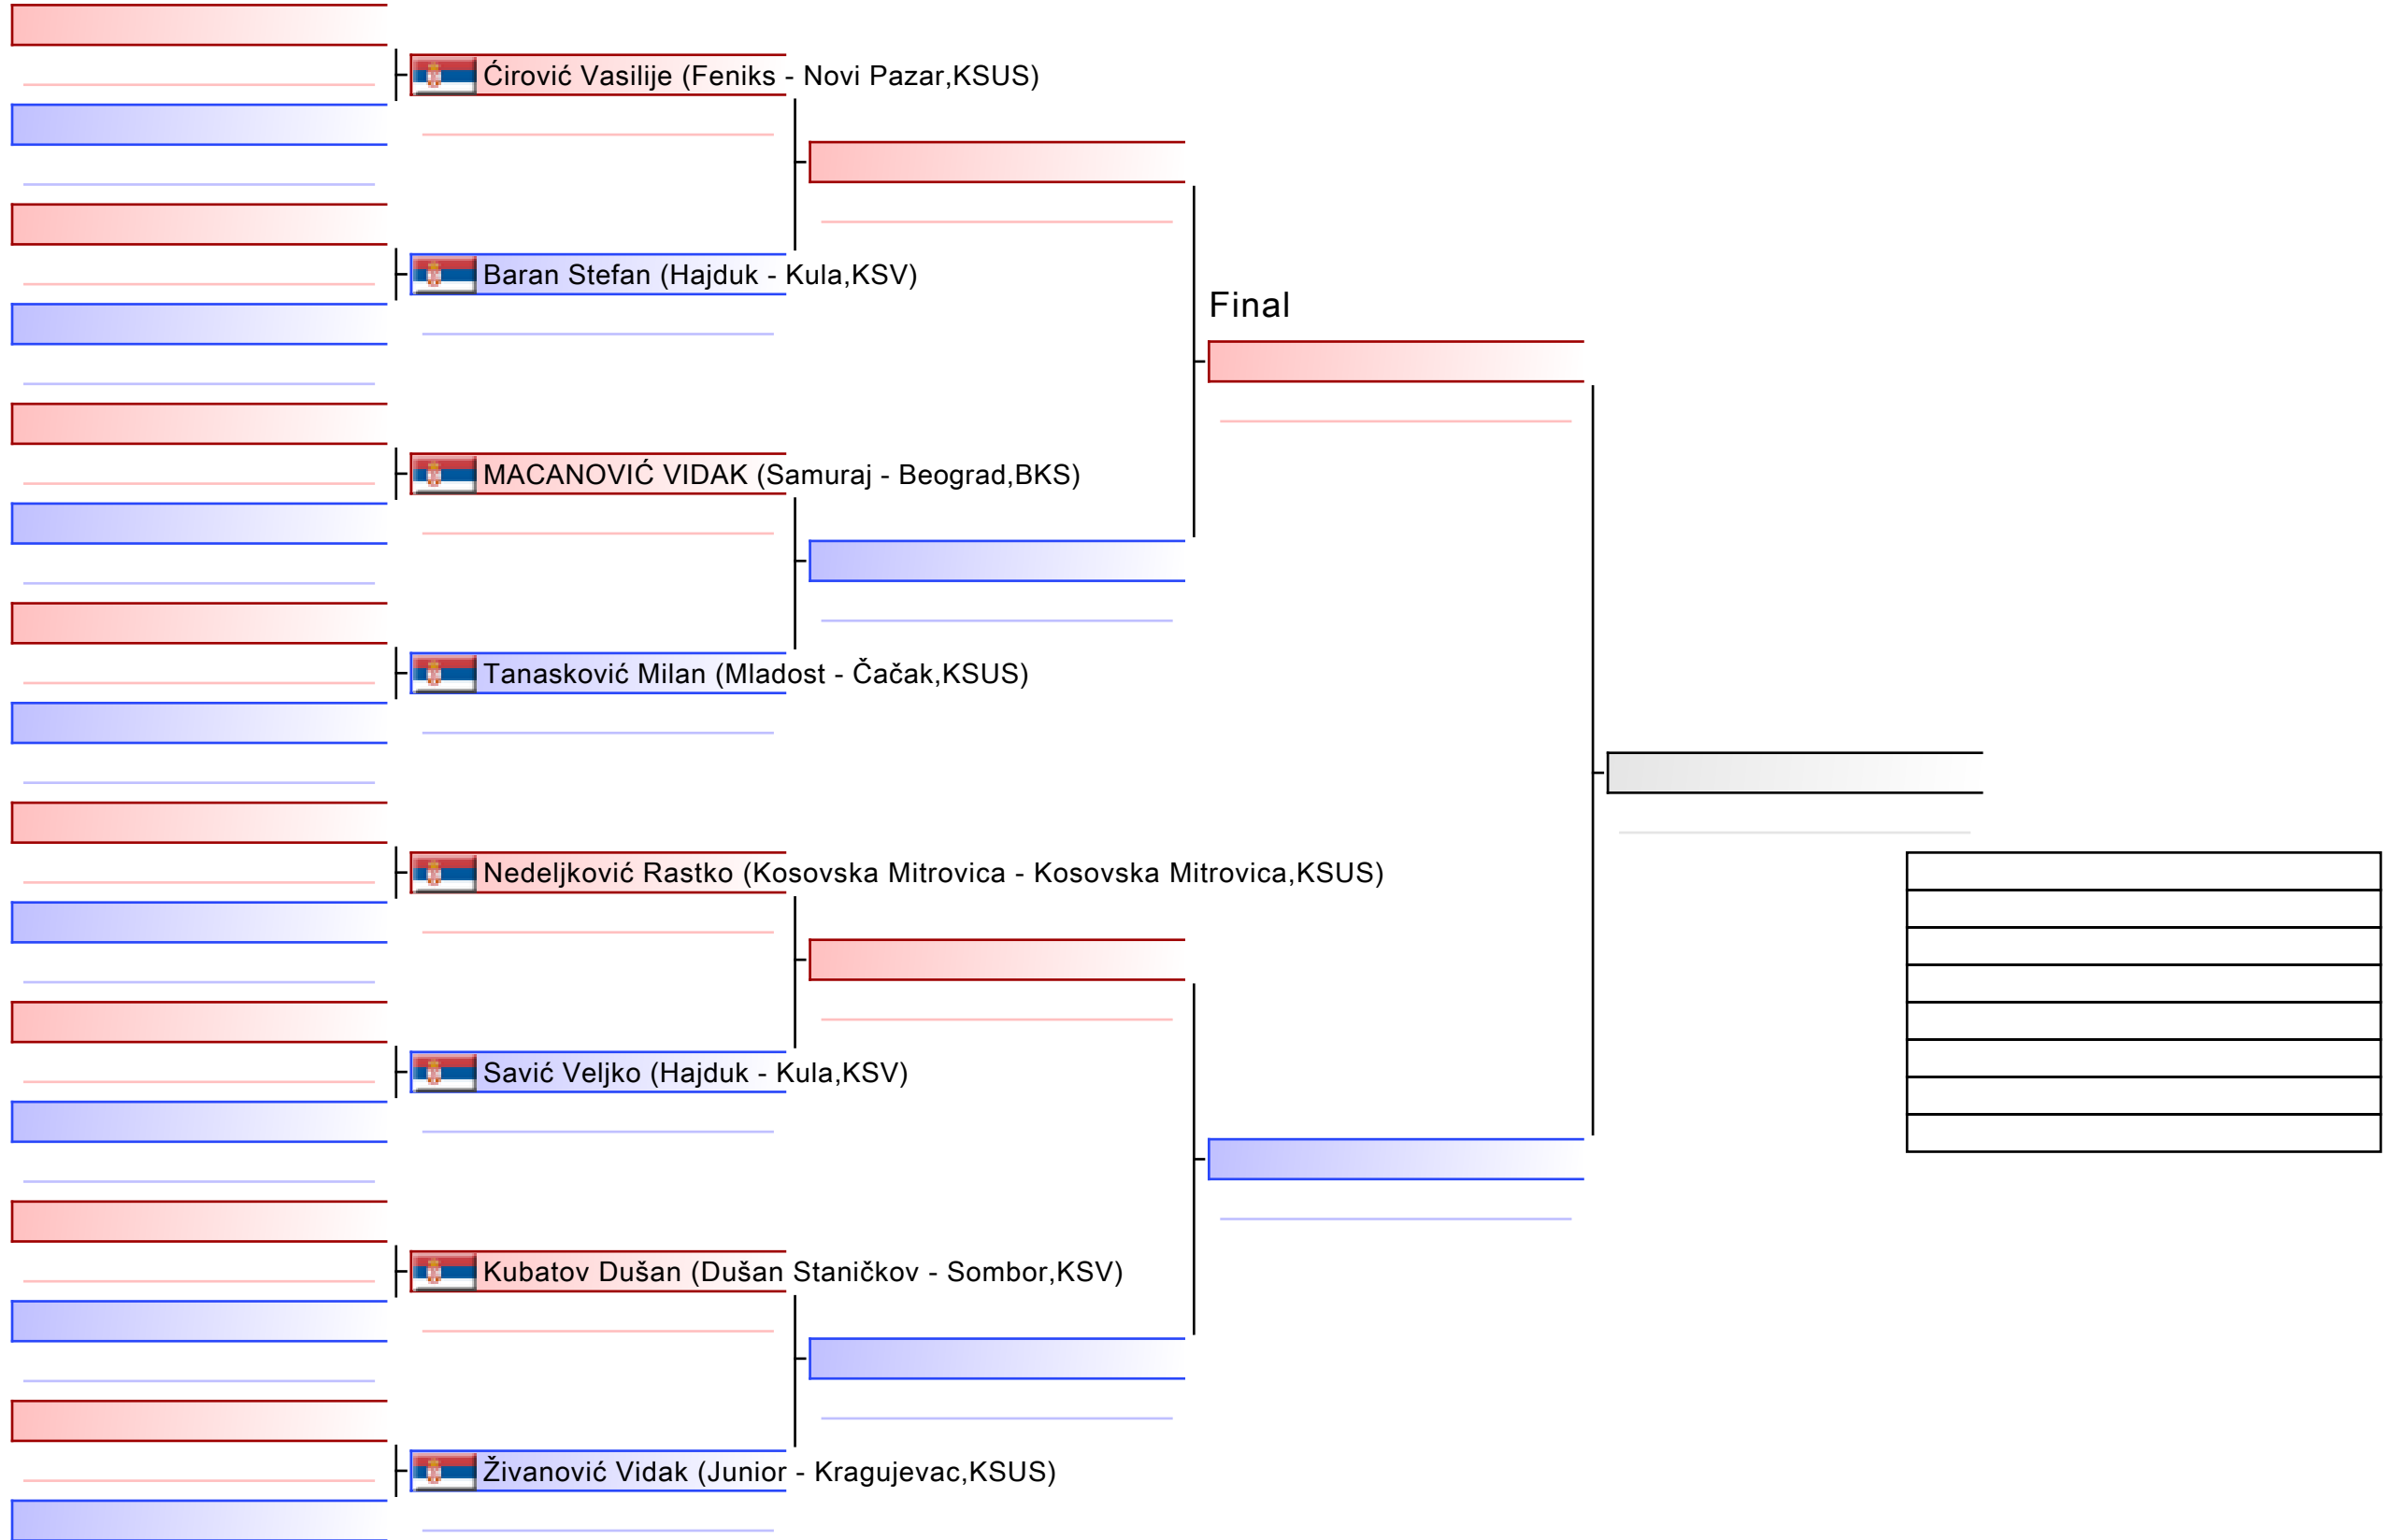 Ćirović Vasilije (Feniks - Novi Pazar,KSUS)
Baran Stefan (Hajduk - Kula,KSV)
Final
MACANOVIĆ VIDAK (Samuraj - Beograd,BKS)
Tanasković Milan (Mladost - Čačak,KSUS)
Nedeljković Rastko (Kosovska Mitrovica - Kosovska Mitrovica,KSUS)
Savić Veljko (Hajduk - Kula,KSV)
Kubatov Dušan (Dušan Staničkov - Sombor,KSV)
Živanović Vidak (Junior - Kragujevac,KSUS)